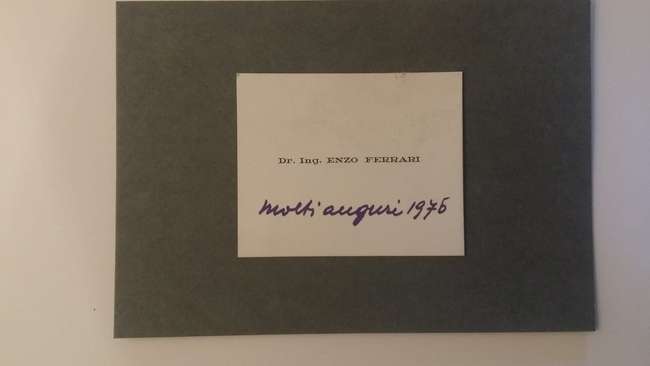 Dr. Ing. ENZO FERRARI
Molti auguri 1976